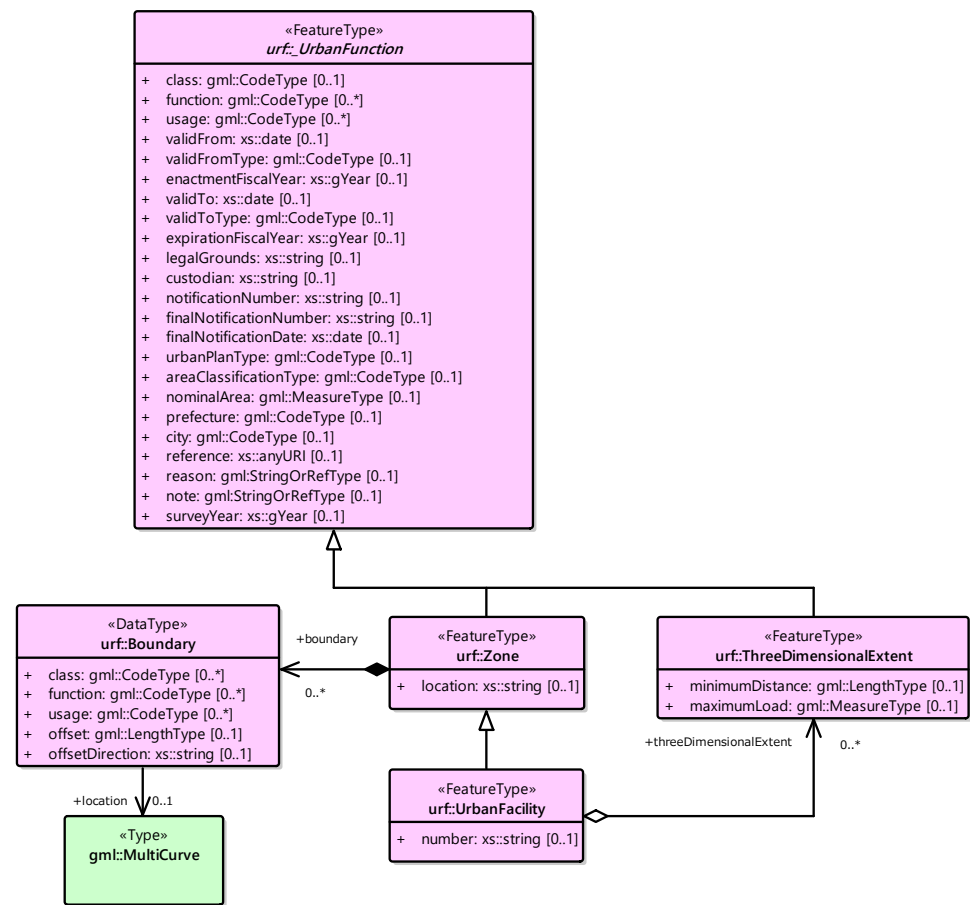 «FeatureType»
urf::_UrbanFunction
+ class: gml::CodeType [0..1]
+ function: gml::CodeType [0..*]
+ usage: gml::CodeType [0..*]
+ validFrom: xs::date [0..1]
+ validFromType: gml::CodeType [0..1]
+ enactmentFiscalYear: xs::gYear [0..1]
+ validTo: xs::date [0..1]
+ validToType: gml::CodeType [0..1]
+ expirationFiscalYear: xs::gYear [0..1]
+ legalGrounds: xs::string [0..1]
+ custodian: xs::string [0..1]
+ notificationNumber: xs::string [0..1]
+ finalNotificationNumber: xs::string [0..1]
+ finalNotificationDate: xs::date [0..1]
+ urbanPlanType: gml::CodeType [0..1]
+ areaClassificationType: gml::CodeType [0..1]
+ nominalArea: gml::MeasureType [0..1]
+ prefecture: gml::CodeType [0..1]
+ city: gml::CodeType [0..1]
+ reference: xs::anyURI [0..1]
+ reason: gml:StringOrRefType [0..1]
+ note: gml:StringOrRefType [0..1]
+ surveyYear: xs::gYear [0..1]
«DataType»
urf::Boundary
+ class: gml::CodeType [0..*]
+ function: gml::CodeType [0..*]
+ usage: gml::CodeType [0..*]
+ offset: gml::LengthType [0..1]
+ offsetDirection: xs::string [0..1]
+boundary
0..*
«FeatureType»
urf::Zone
+ location: xs::string [0..1]
«FeatureType»
urf::ThreeDimensionalExtent
+ minimumDistance: gml::LengthType [0..1]
+ maximumLoad: gml::MeasureType [0..1]
+threeDimensionalExtent
0..*
«FeatureType»
urf::UrbanFacility
+ number: xs::string [0..1]
+location
0..1
«Type»
gml::MultiCurve